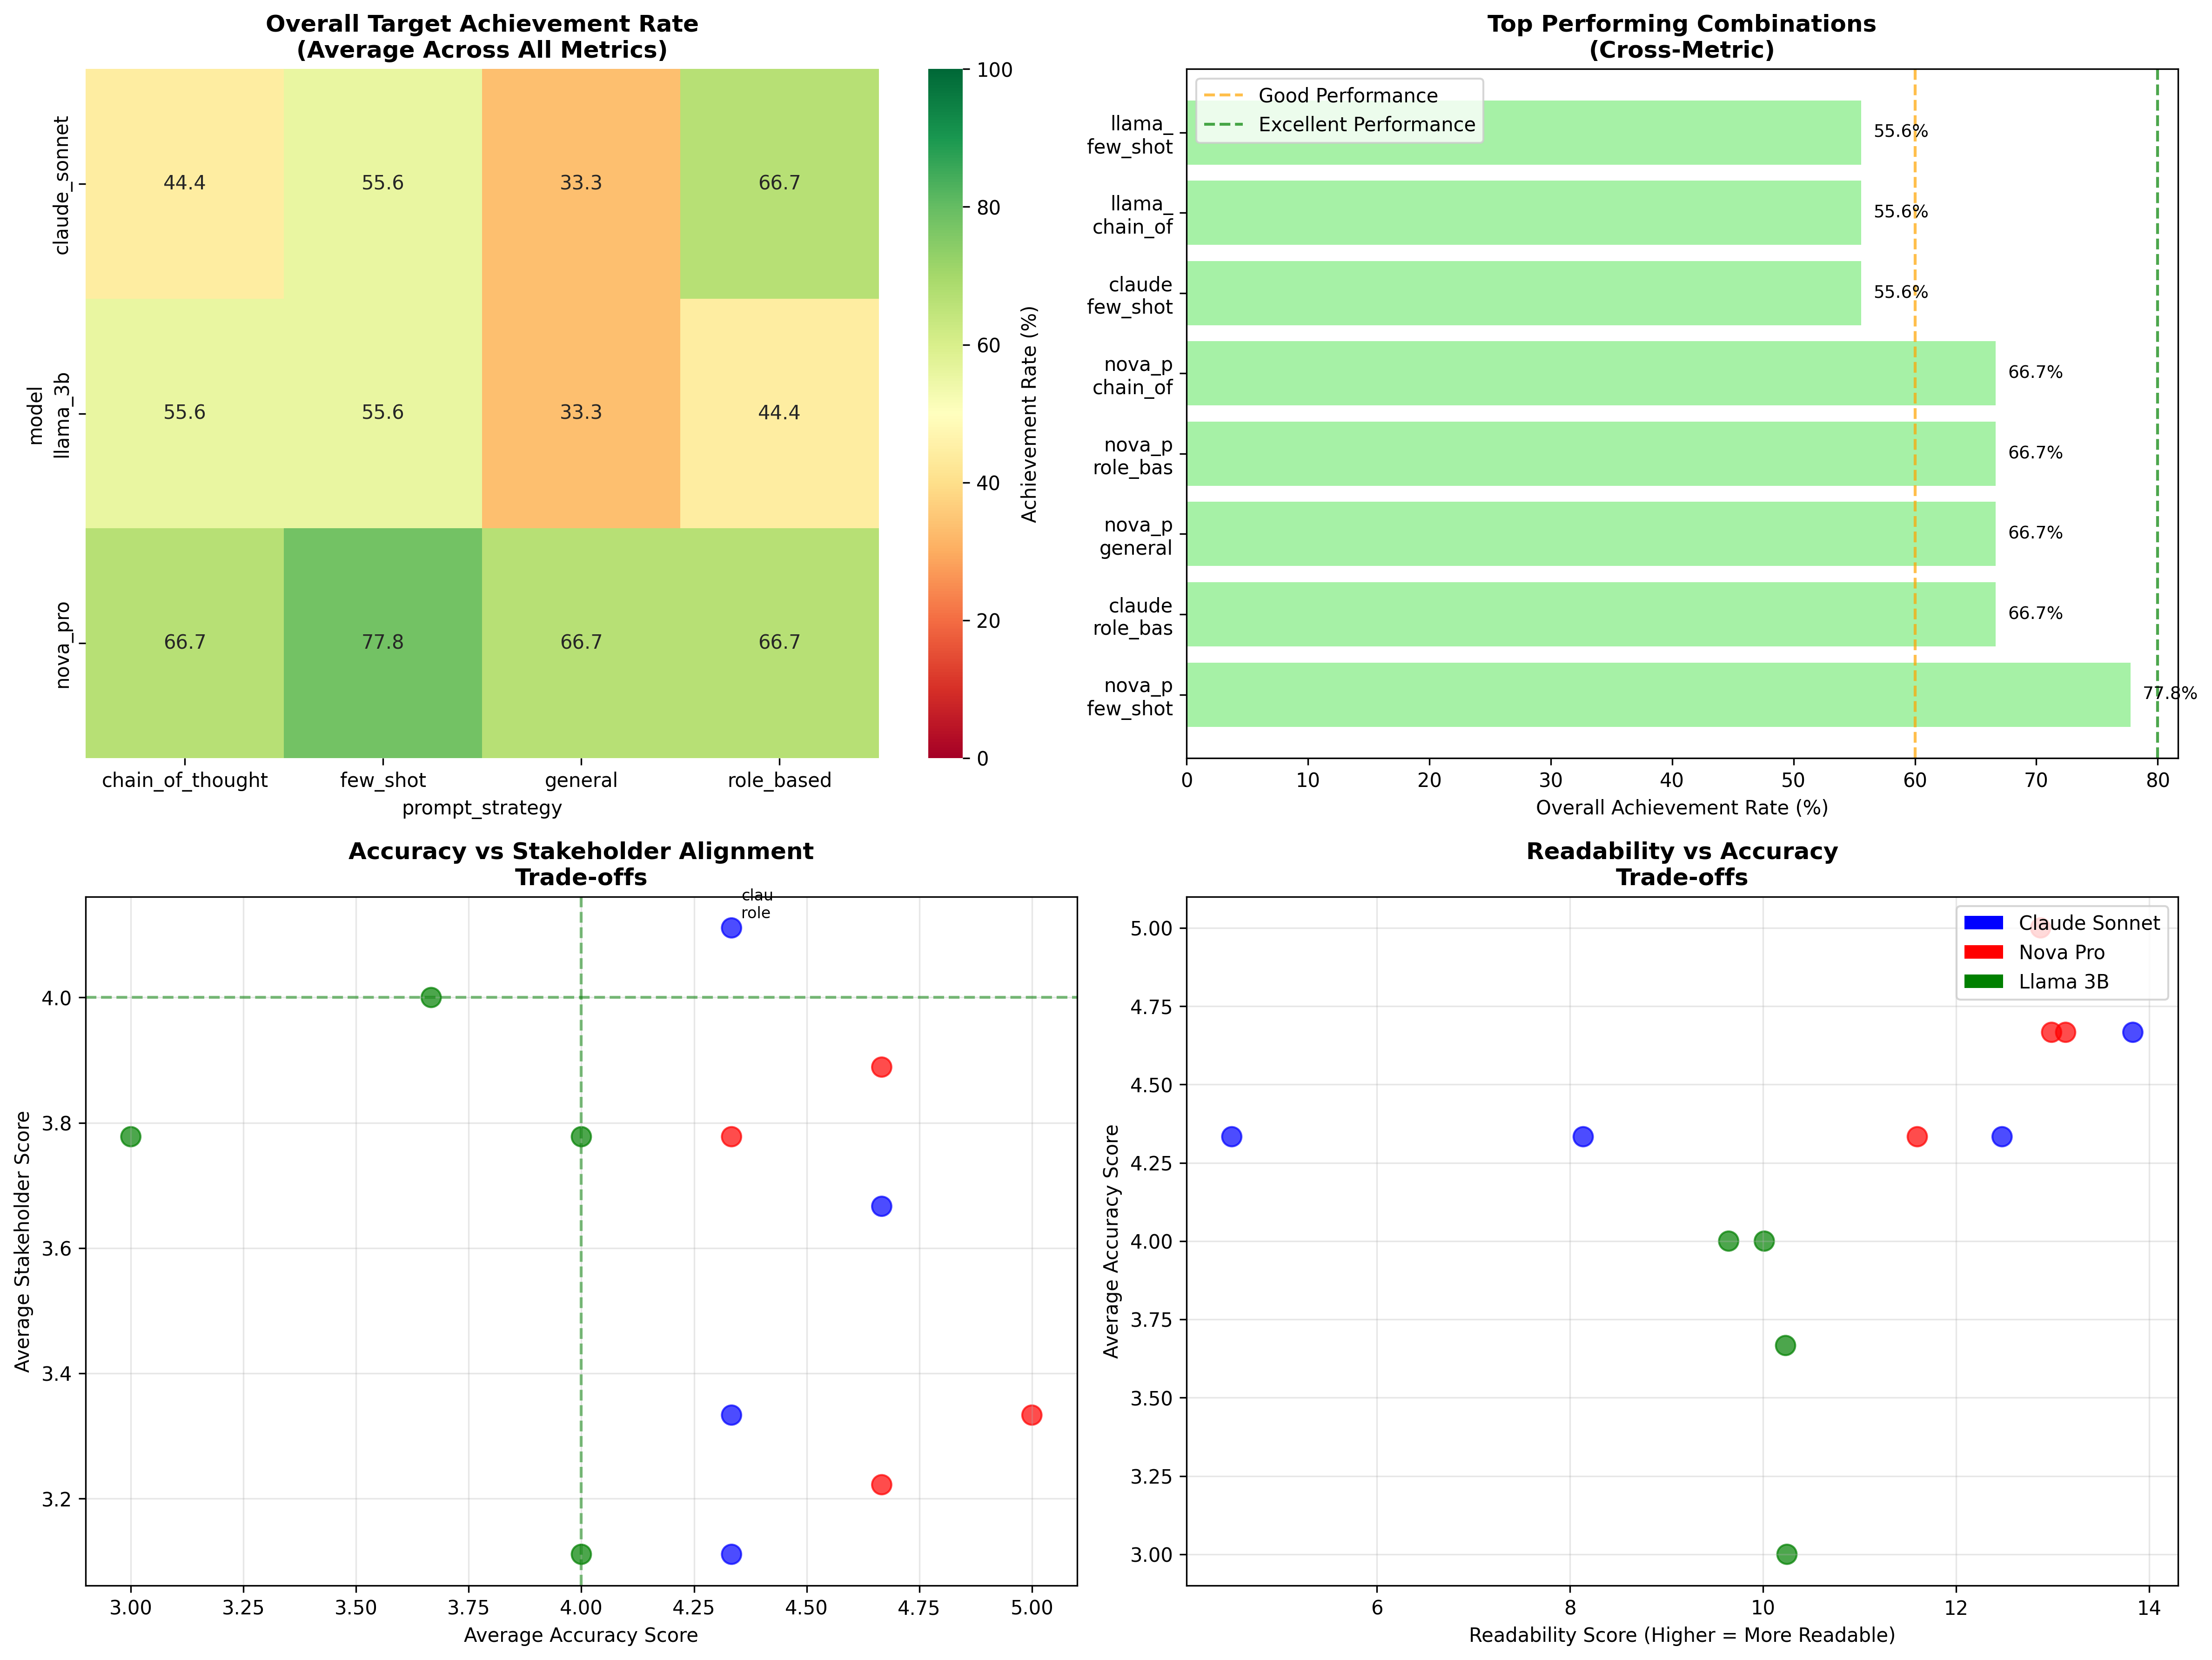 Overall Target Achievement Rate
(Average Across All Metrics)
claude_sonnet
llama_3b
nova_pro
model
44.4 55.6 33.3 66.7
55.6 55.6 33.3 44.4
66.7 77.8 66.7 66.7
chain_of_thought few_shot general role_based
prompt_strategy
100
80
60
40
20
0
Achievement Rate (%)
Top Performing Combinations
(Cross-Metric)
Good Performance
Excellent Performance
llama_
few_shot
55.6%
llama_
chain_of
55.6%
claude
few_shot
55.6%
nova_p
chain_of
66.7%
nova_p
role_bas
66.7%
nova_p
general
66.7%
claude
role_bas
66.7%
nova_p
few_shot
77.8%
0 10 20 30 40 50 60 70 80
Overall Achievement Rate (%)
Accuracy vs Stakeholder Alignment
Trade-offs
clau
role
4.0
3.8
3.6
3.4
3.2
Average Stakeholder Score
3.00 3.25 3.50 3.75 4.00 4.25 4.50 4.75 5.00
Average Accuracy Score
Readability vs Accuracy
Trade-offs
Claude Sonnet
Nova Pro
Llama 3B
5.00
4.75
4.50
4.25
4.00
3.75
3.50
3.25
3.00
Average Accuracy Score
6 8 10 12 14
Readability Score (Higher = More Readable)